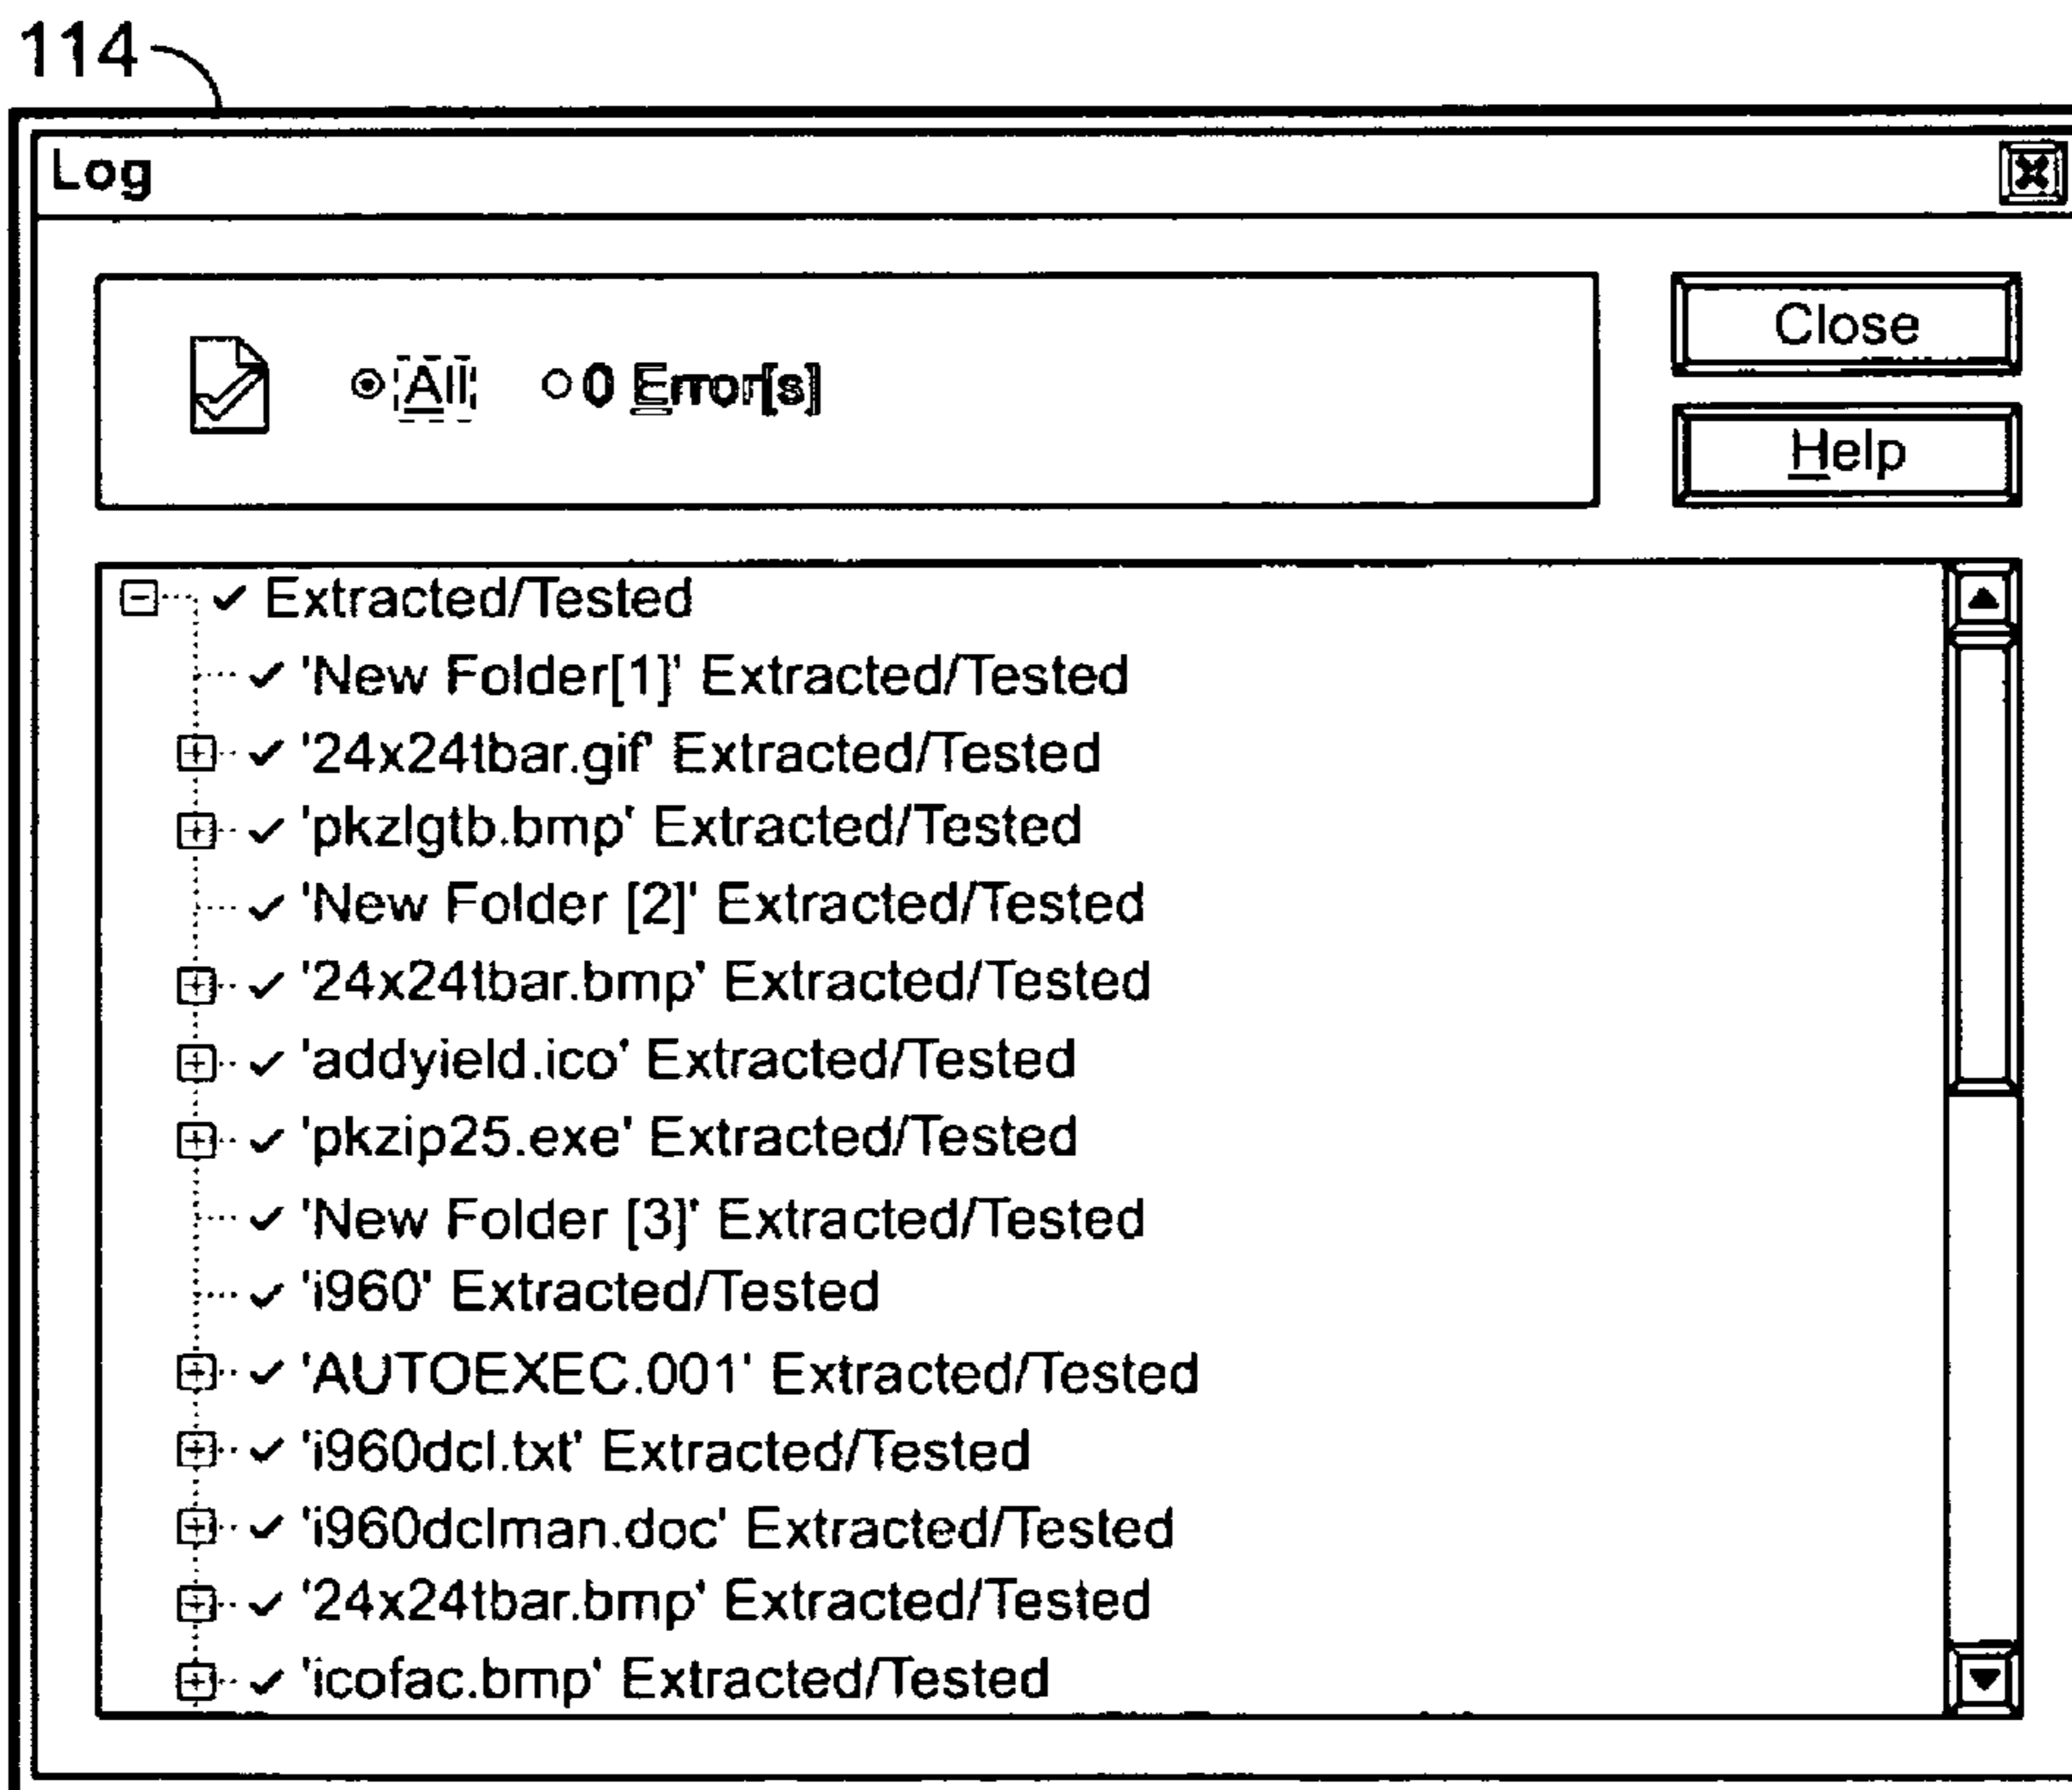 114
Log
All 0 Error[s]
Close
Help
Extracted/Tested
'New Folder[1]' Extracted/Tested
'24x24tbar.gif' Extracted/Tested
'pkzlgtb.bmp' Extracted/Tested
'New Folder [2]' Extracted/Tested
'24x24tbar.bmp' Extracted/Tested
'addyield.ico' Extracted/Tested
'pkzip25.exe' Extracted/Tested
'New Folder [3]' Extracted/Tested
'i960' Extracted/Tested
'AUTOEXEC.001' Extracted/Tested
'i960dcl.txt' Extracted/Tested
'i960dclman.doc' Extracted/Tested
'24x24tbar.bmp' Extracted/Tested
'icofac.bmp' Extracted/Tested